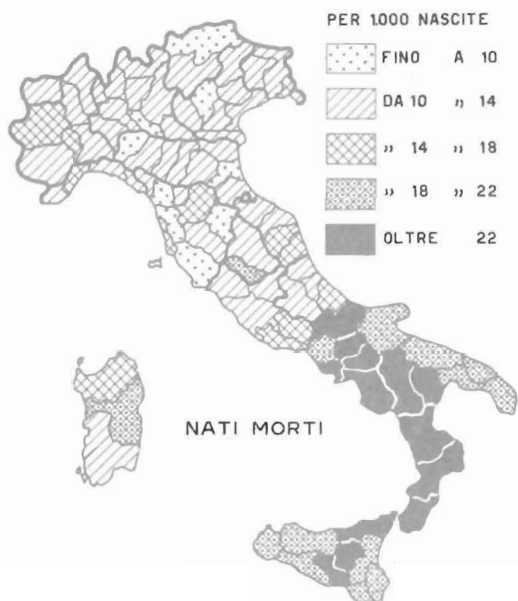 PER 1.000 NASCITE
FINO A 10
DA 10 „ 14
„ 14 „ 18
„ 18 „ 22
OLTRE 22
NATI MORTI